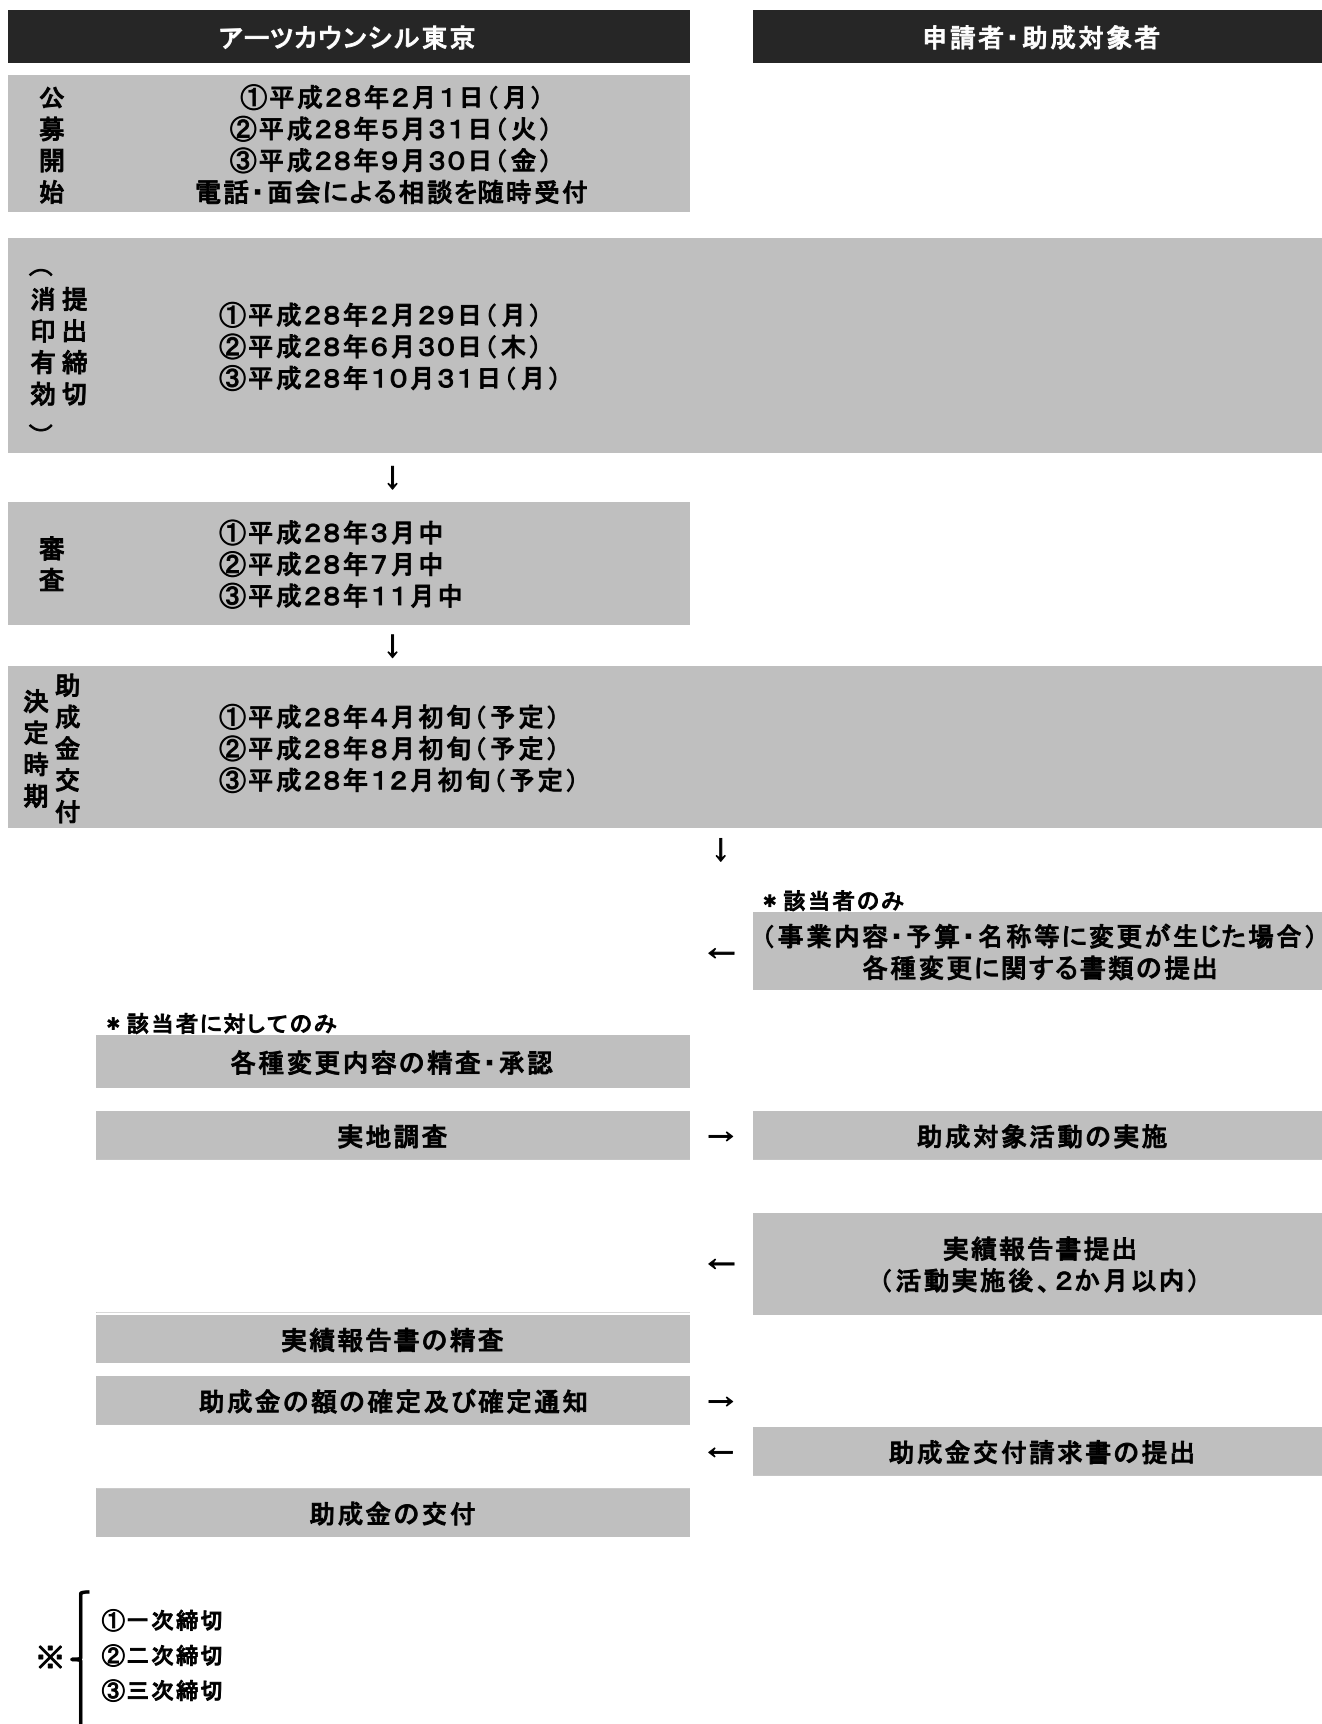 アーツカウンシル東京
申請者・助成対象者
公募開始
①平成28年2月1日(月)
②平成28年5月31日(火)
③平成28年9月30日(金)
電話・面会による相談を随時受付
提出締切
(消印有効)
①平成28年2月29日(月)
②平成28年6月30日(木)
③平成28年10月31日(月)
↓
審査
①平成28年3月中
②平成28年7月中
③平成28年11月中
↓
助成金交付
決定時期
①平成28年4月初旬(予定)
②平成28年8月初旬(予定)
③平成28年12月初旬(予定)
↓
*該当者のみ
←
(事業内容・予算・名称等に変更が生じた場合)
各種変更に関する書類の提出
*該当者に対してのみ
各種変更内容の精査・承認
実地調査
→
助成対象活動の実施
←
実績報告書提出
(活動実施後、2か月以内)
実績報告書の精査
助成金の額の確定及び確定通知
→
←
助成金交付請求書の提出
助成金の交付
※
①一次締切
②二次締切
③三次締切